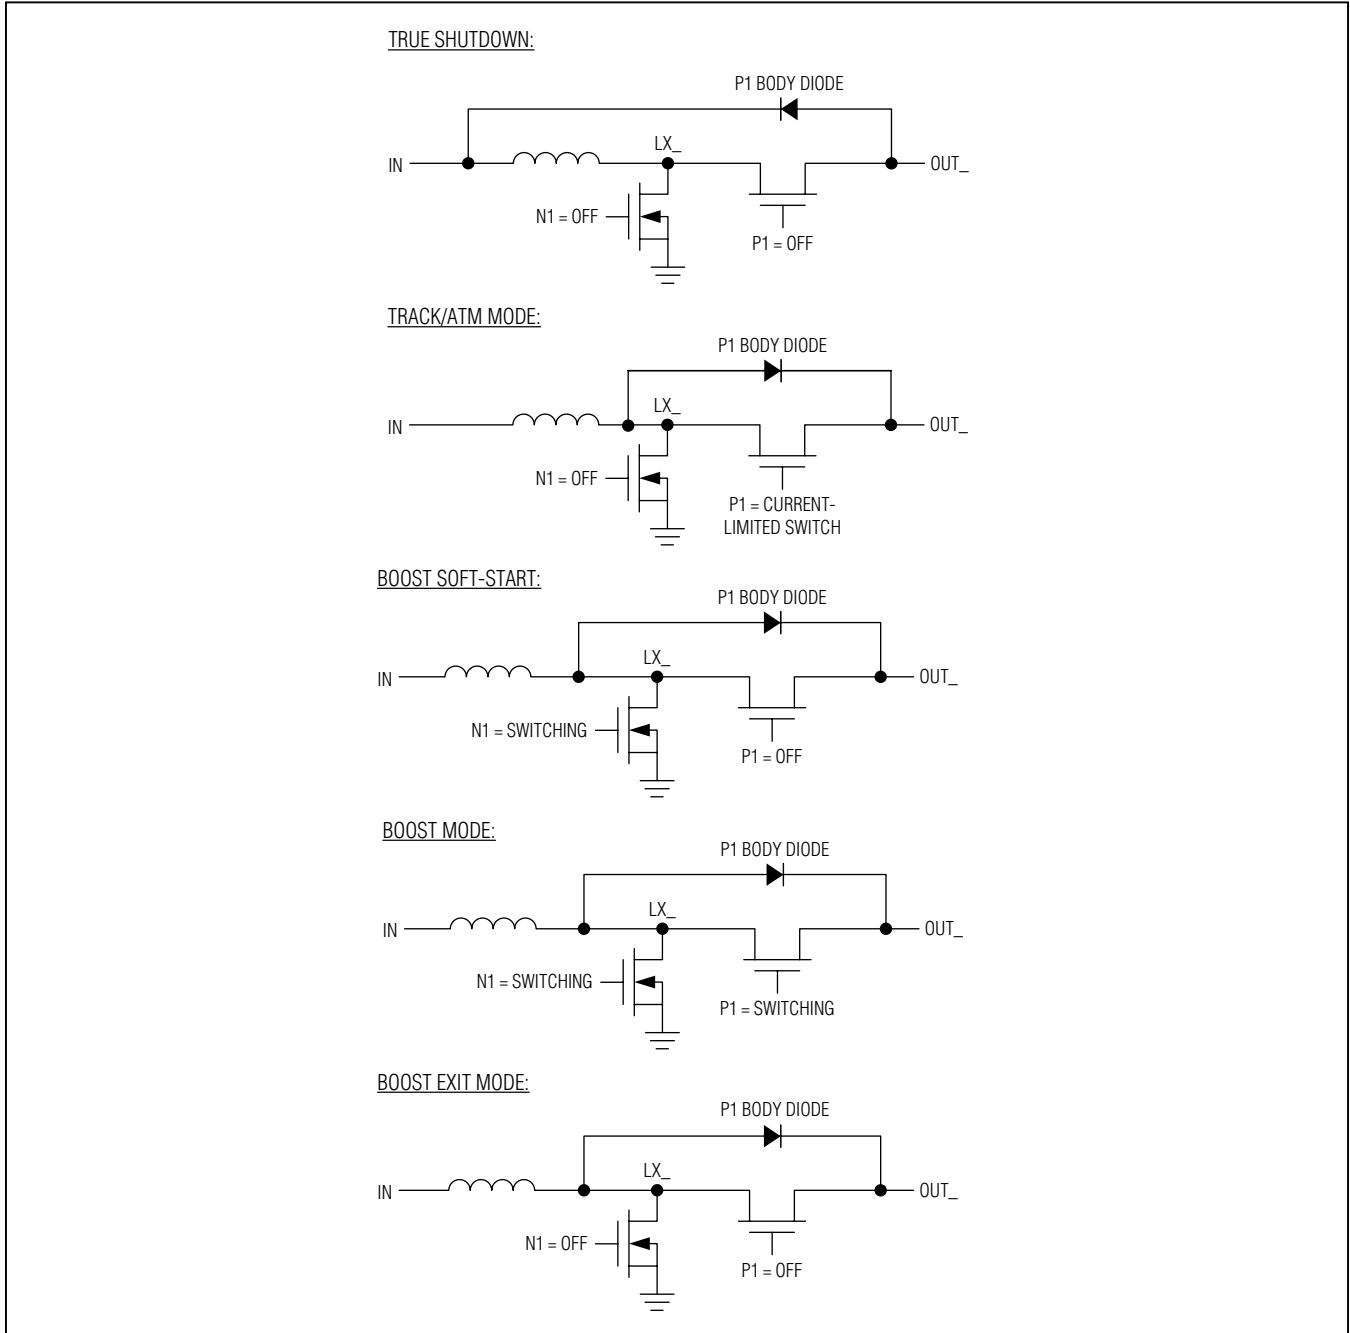 TRUE SHUTDOWN:
P1 BODY DIODE
IN
LX_
OUT_
N1 = OFF
P1 = OFF
TRACK/ATM MODE:
P1 BODY DIODE
IN
LX_
OUT_
N1 = OFF
P1 = CURRENT-
LIMITED SWITCH
BOOST SOFT-START:
P1 BODY DIODE
IN
LX_
OUT_
N1 = SWITCHING
P1 = OFF
BOOST MODE:
P1 BODY DIODE
IN
LX_
OUT_
N1 = SWITCHING
P1 = SWITCHING
BOOST EXIT MODE:
P1 BODY DIODE
IN
LX_
OUT_
N1 = OFF
P1 = OFF